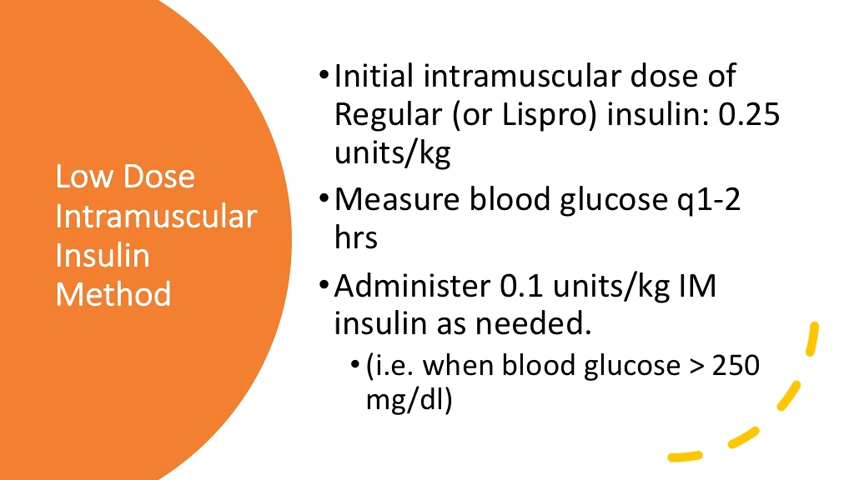 Low Dose
Intramuscular
Insulin
Method
•Initial intramuscular dose of
Regular (or Lispro) insulin: 0.25
units/kg
•Measure blood glucose q1-2
hrs
•Administer 0.1 units/kg IM
insulin as needed.
•(i.e. when blood glucose > 250
mg/dl)